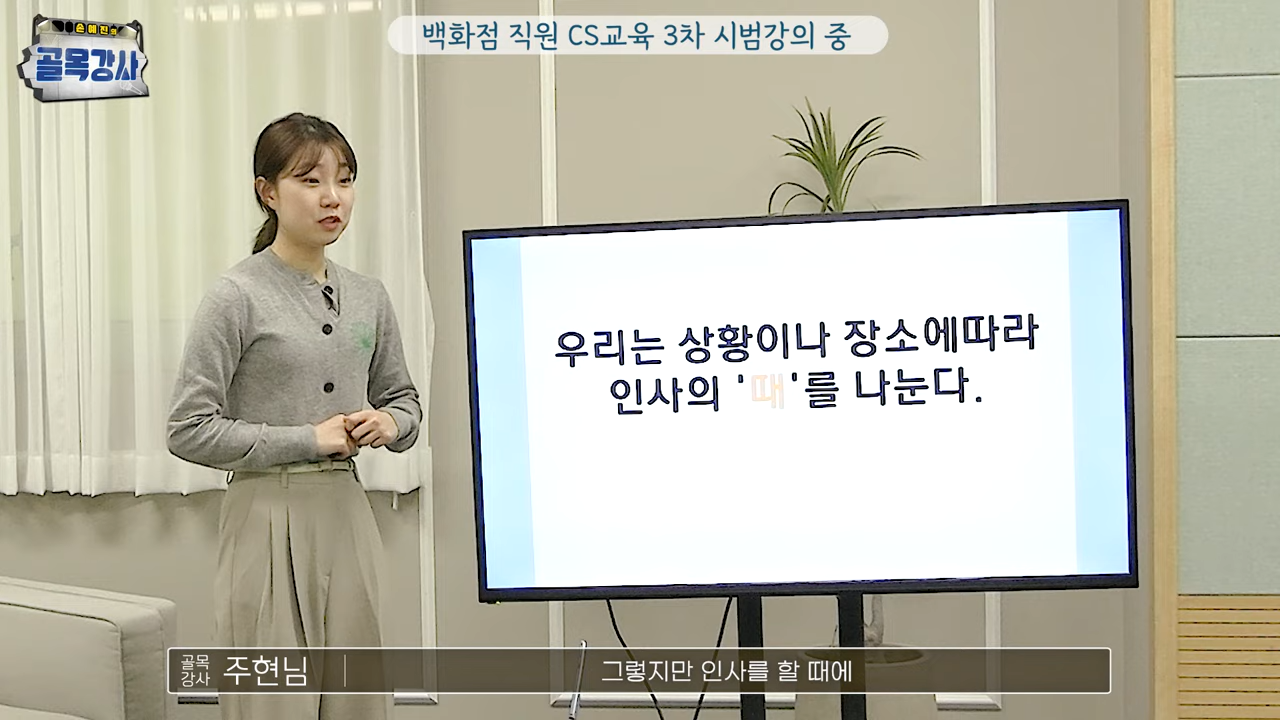 손예진의
골목강사
백화점 직원 CS교육 3차 시범강의 중
우리는 상황이나 장소에따라
인사의 '때'를 나눈다.
골목
강사
주현님
그렇지만 인사를 할 때에